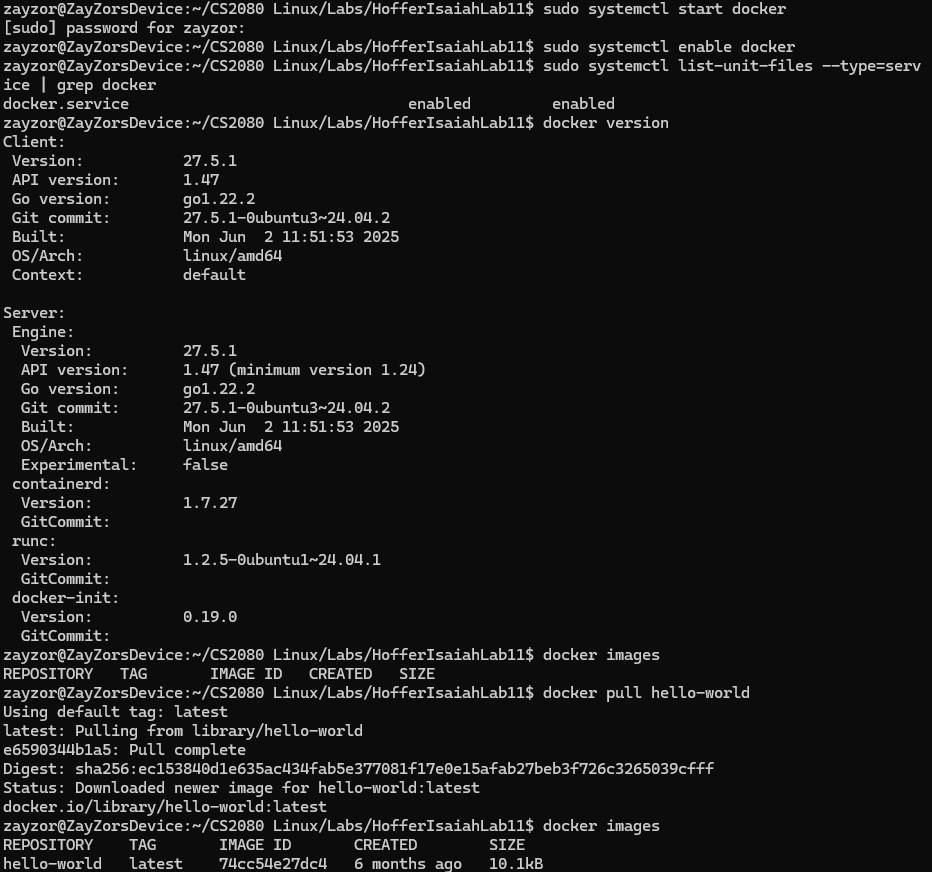 zayzor@ZayZorsDevice:~/CS2080 Linux/Labs/HofferIsaiahLab11$ sudo systemctl start docker
[sudo] password for zayzor:
zayzor@ZayZorsDevice:~/CS2080 Linux/Labs/HofferIsaiahLab11$ sudo systemctl enable docker
zayzor@ZayZorsDevice:~/CS2080 Linux/Labs/HofferIsaiahLab11$ sudo systemctl list-unit-files --type=serv
ice | grep docker
docker.service                               enabled         enabled
zayzor@ZayZorsDevice:~/CS2080 Linux/Labs/HofferIsaiahLab11$ docker version
Client:
 Version:           27.5.1
 API version:       1.47
 Go version:        go1.22.2
 Git commit:        27.5.1-0ubuntu3~24.04.2
 Built:             Mon Jun  2 11:51:53 2025
 OS/Arch:           linux/amd64
 Context:           default

Server:
 Engine:
  Version:          27.5.1
  API version:      1.47 (minimum version 1.24)
  Go version:       go1.22.2
  Git commit:       27.5.1-0ubuntu3~24.04.2
  Built:            Mon Jun  2 11:51:53 2025
  OS/Arch:          linux/amd64
  Experimental:     false
 containerd:
  Version:          1.7.27
  GitCommit:
 runc:
  Version:          1.2.5-0ubuntu1~24.04.1
  GitCommit:
 docker-init:
  Version:          0.19.0
  GitCommit:
zayzor@ZayZorsDevice:~/CS2080 Linux/Labs/HofferIsaiahLab11$ docker images
REPOSITORY   TAG       IMAGE ID   CREATED   SIZE
zayzor@ZayZorsDevice:~/CS2080 Linux/Labs/HofferIsaiahLab11$ docker pull hello-world
Using default tag: latest
latest: Pulling from library/hello-world
e6590344b1a5: Pull complete
Digest: sha256:ec153840d1e635ac434fab5e377081f17e0e15afab27beb3f726c3265039cfff
Status: Downloaded newer image for hello-world:latest
docker.io/library/hello-world:latest
zayzor@ZayZorsDevice:~/CS2080 Linux/Labs/HofferIsaiahLab11$ docker images
REPOSITORY    TAG       IMAGE ID       CREATED        SIZE
hello-world   latest    74cc54e27dc4   6 months ago   10.1kB